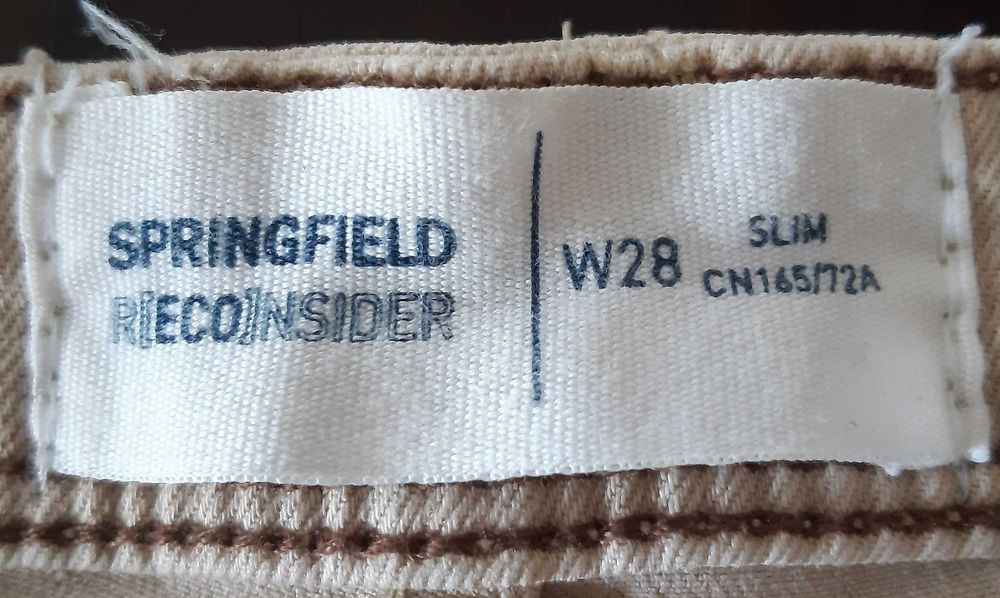 SPRINGFIELD
R[ECO]NSIDER
W28
SLIM
CN165/72A